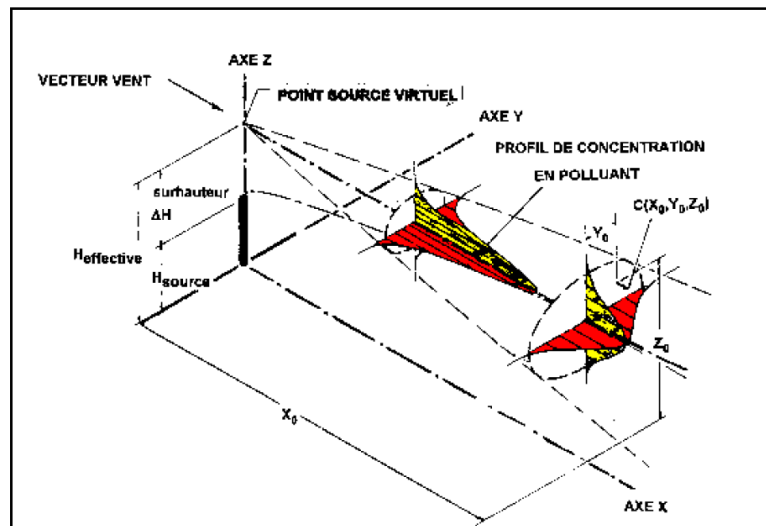 AXE Z
VECTEUR VENT
POINT SOURCE VIRTUEL
AXE Y
PROFIL DE CONCENTRATION
EN POLLUANT
surhauteur
ΔH
C(X₀,Y₀,Z₀)
Y₀
Heffective
Hsource
Z₀
X₀
AXE X